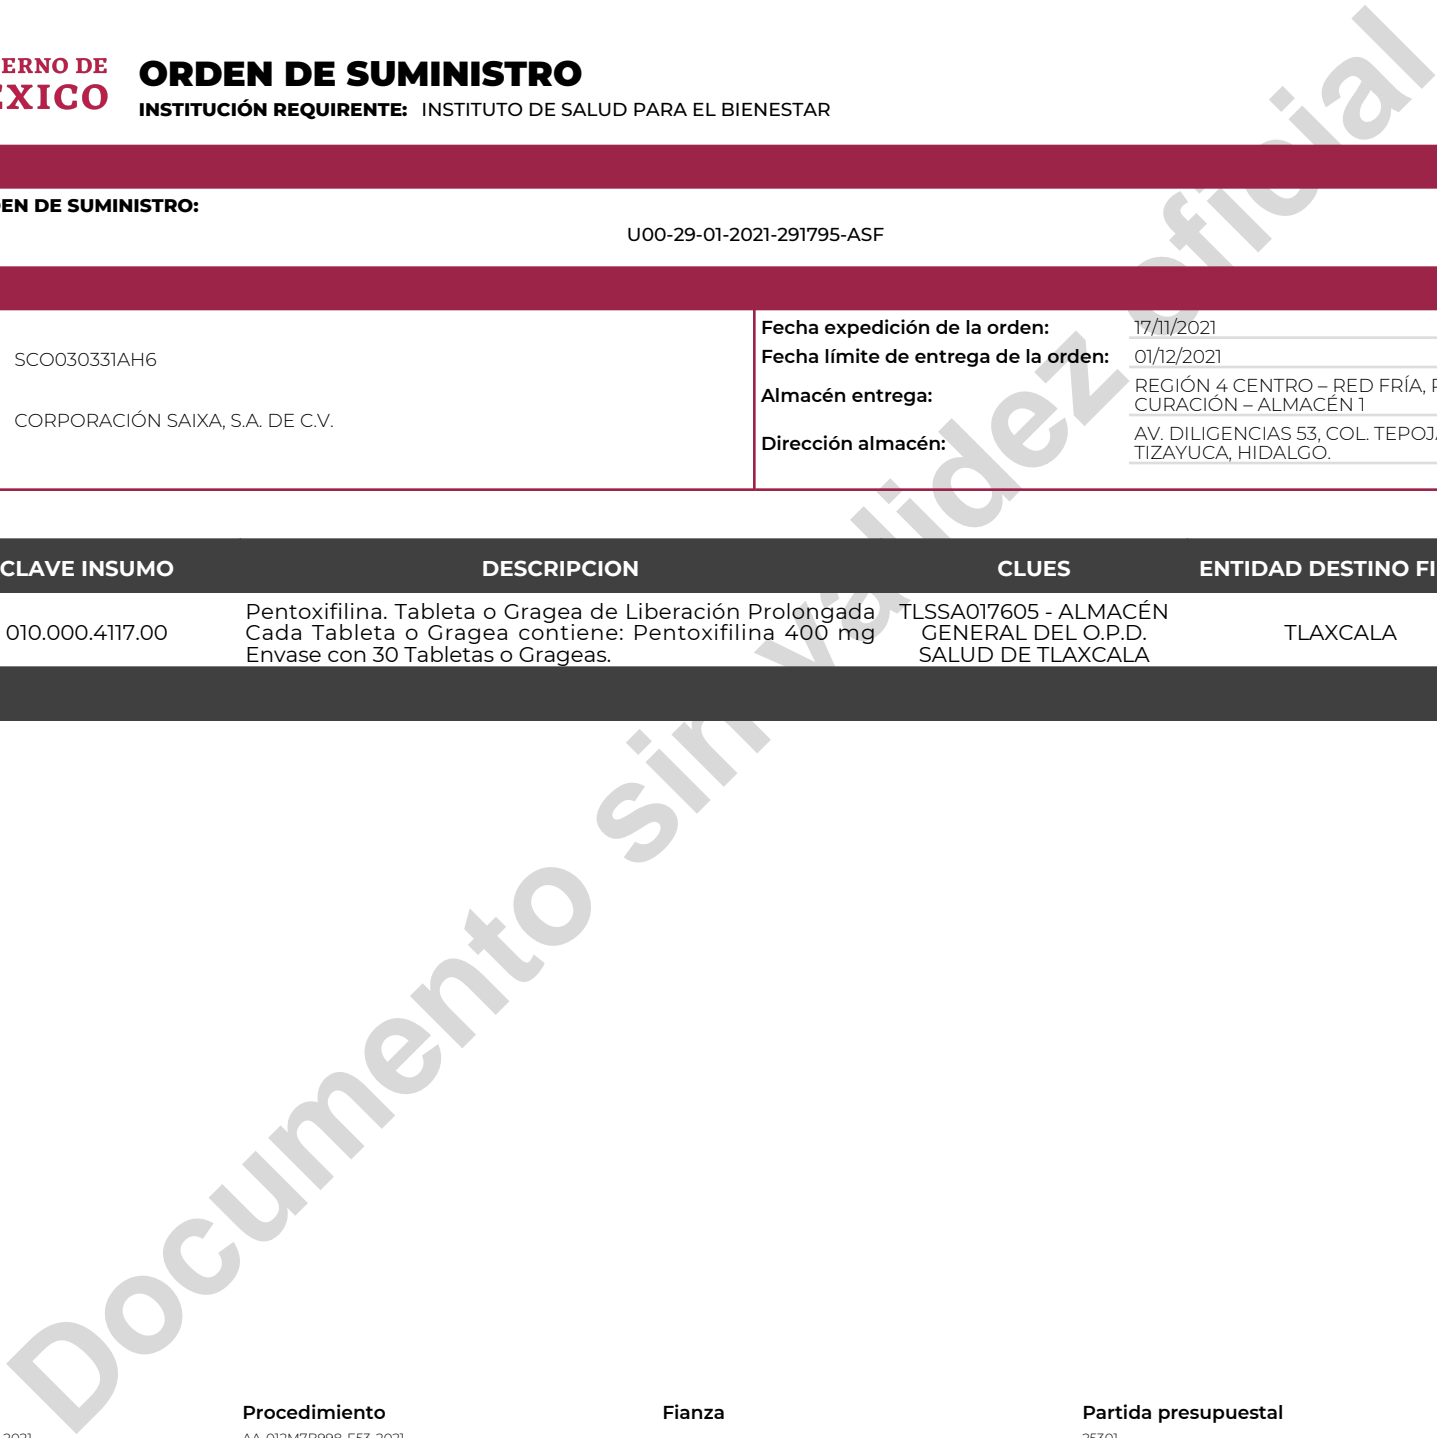 ERNO DE
ÉXICO
ORDEN DE SUMINISTRO
INSTITUCIÓN REQUIRENTE: INSTITUTO DE SALUD PARA EL BIENESTAR
EN DE SUMINISTRO:
U00-29-01-2021-291795-ASF
SCO030331AH6
CORPORACIÓN SAIXA, S.A. DE C.V.
Fecha expedición de la orden: 17/11/2021
Fecha límite de entrega de la orden: 01/12/2021
Almacén entrega: REGIÓN 4 CENTRO – RED FRÍA,
CURACIÓN – ALMACÉN 1
Dirección almacén: AV. DILIGENCIAS 53, COL. TEPOJA
TIZAYUCA, HIDALGO.
CLAVE INSUMO DESCRIPCION CLUES ENTIDAD DESTINO FI
010.000.4117.00
Pentoxifilina. Tableta o Gragea de Liberación Prolongada
Cada Tableta o Gragea contiene: Pentoxifilina 400 mg
Envase con 30 Tabletas o Grageas.
TLSSA017605 - ALMACÉN
GENERAL DEL O.P.D.
SALUD DE TLAXCALA
TLAXCALA
Documento sin validez oficial
Procedimiento Fianza Partida presupuestal